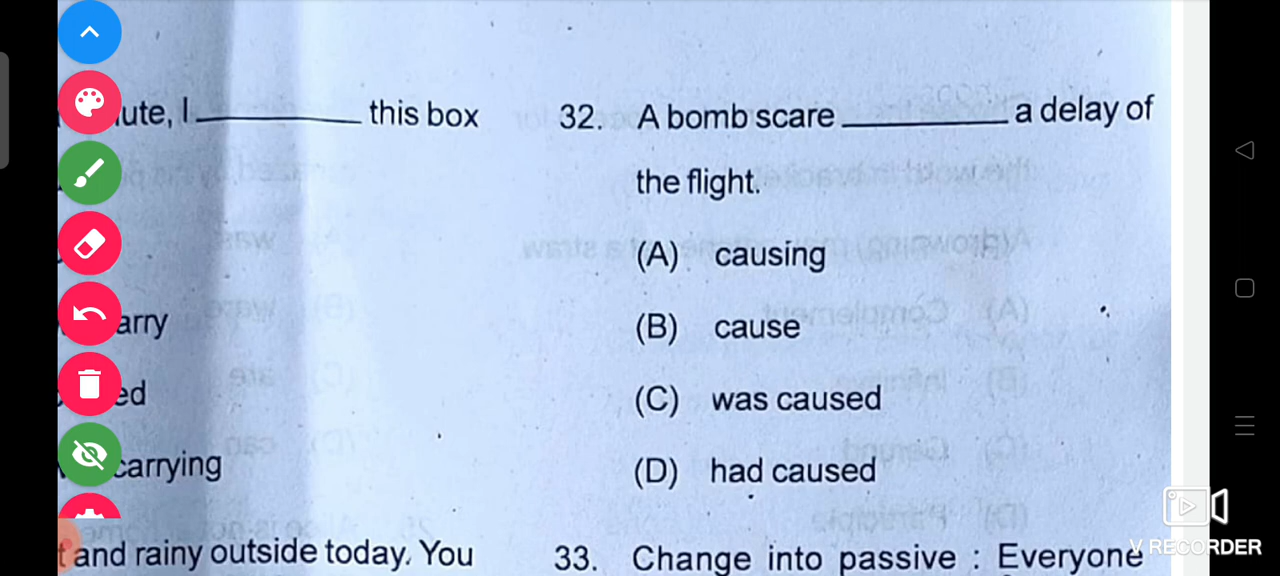 ute, I __________ this box
arry
ed
carrying
t and rainy outside today. You
32. A bomb scare __________ a delay of
the flight.
(A) causing
(B) cause
(C) was caused
(D) had caused
33. Change into passive : Everyone
V RECORDER